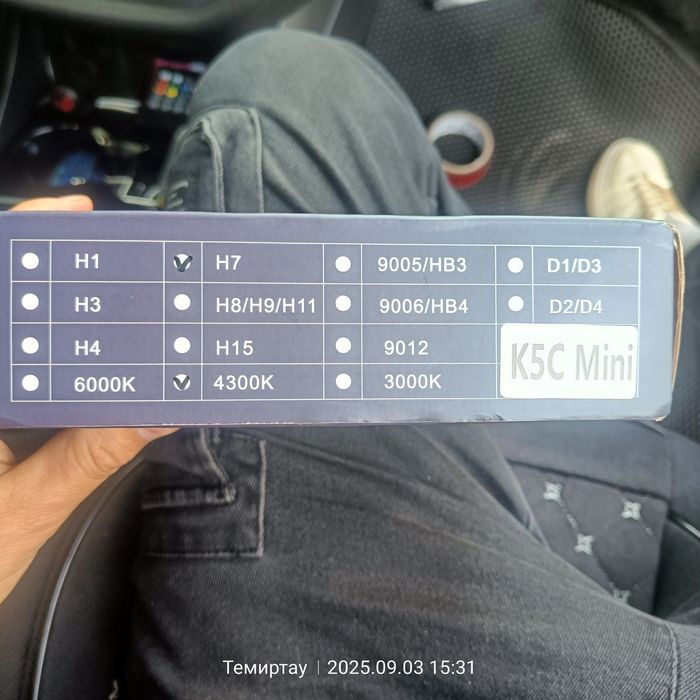 H1 H7 9005/HB3 D1/D3
H3 H8/H9/H11 9006/HB4 D2/D4
H4 H15 9012 K5C Mini
6000K 4300K 3000K
Темиртау | 2025.09.03 15:31